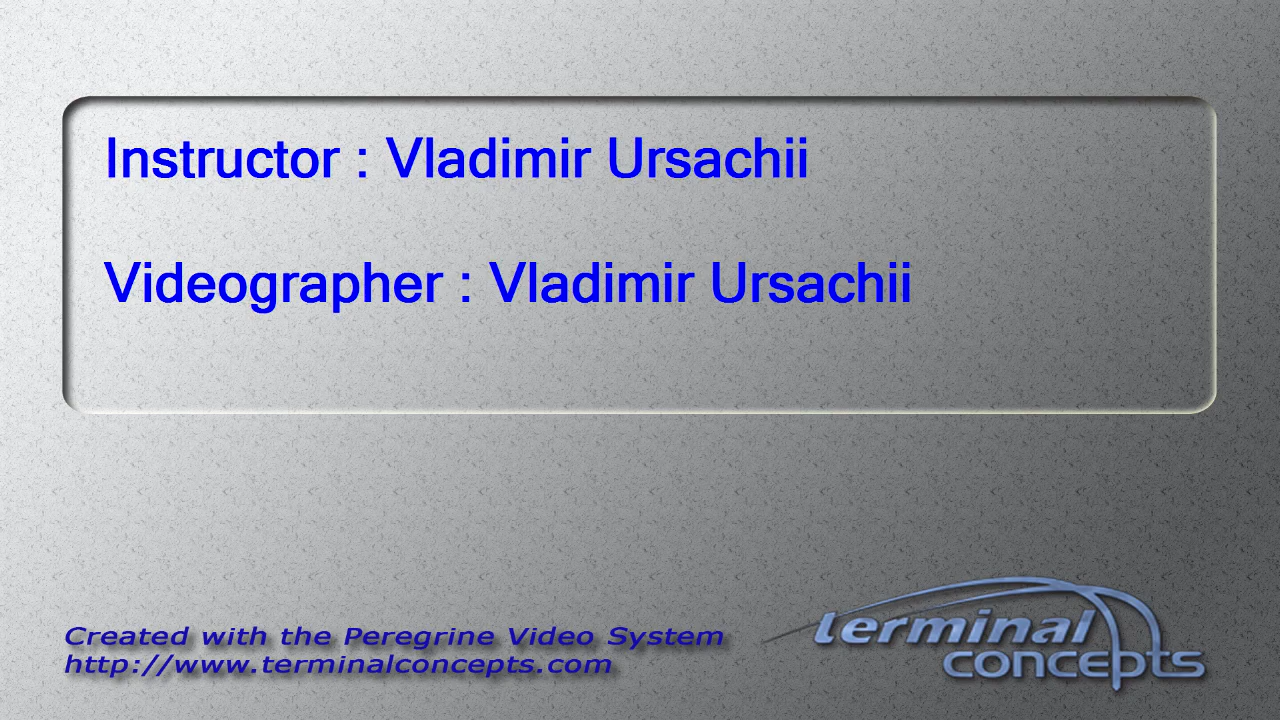 Instructor : Vladimir Ursachii
Videographer : Vladimir Ursachii
Created with the Peregrine Video System
http://www.terminalconcepts.com
terminal
concepts